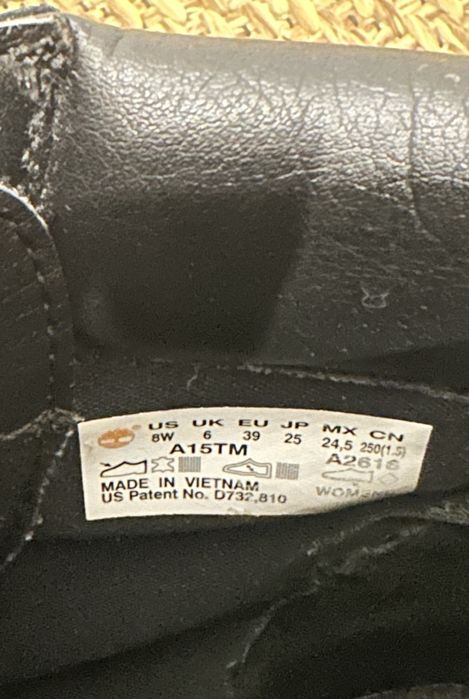 US UK EU JP MX CN
8W 6 39 25 24,5 250(1.5)
A15TM A2616
MADE IN VIETNAM
US Patent No. D732,810